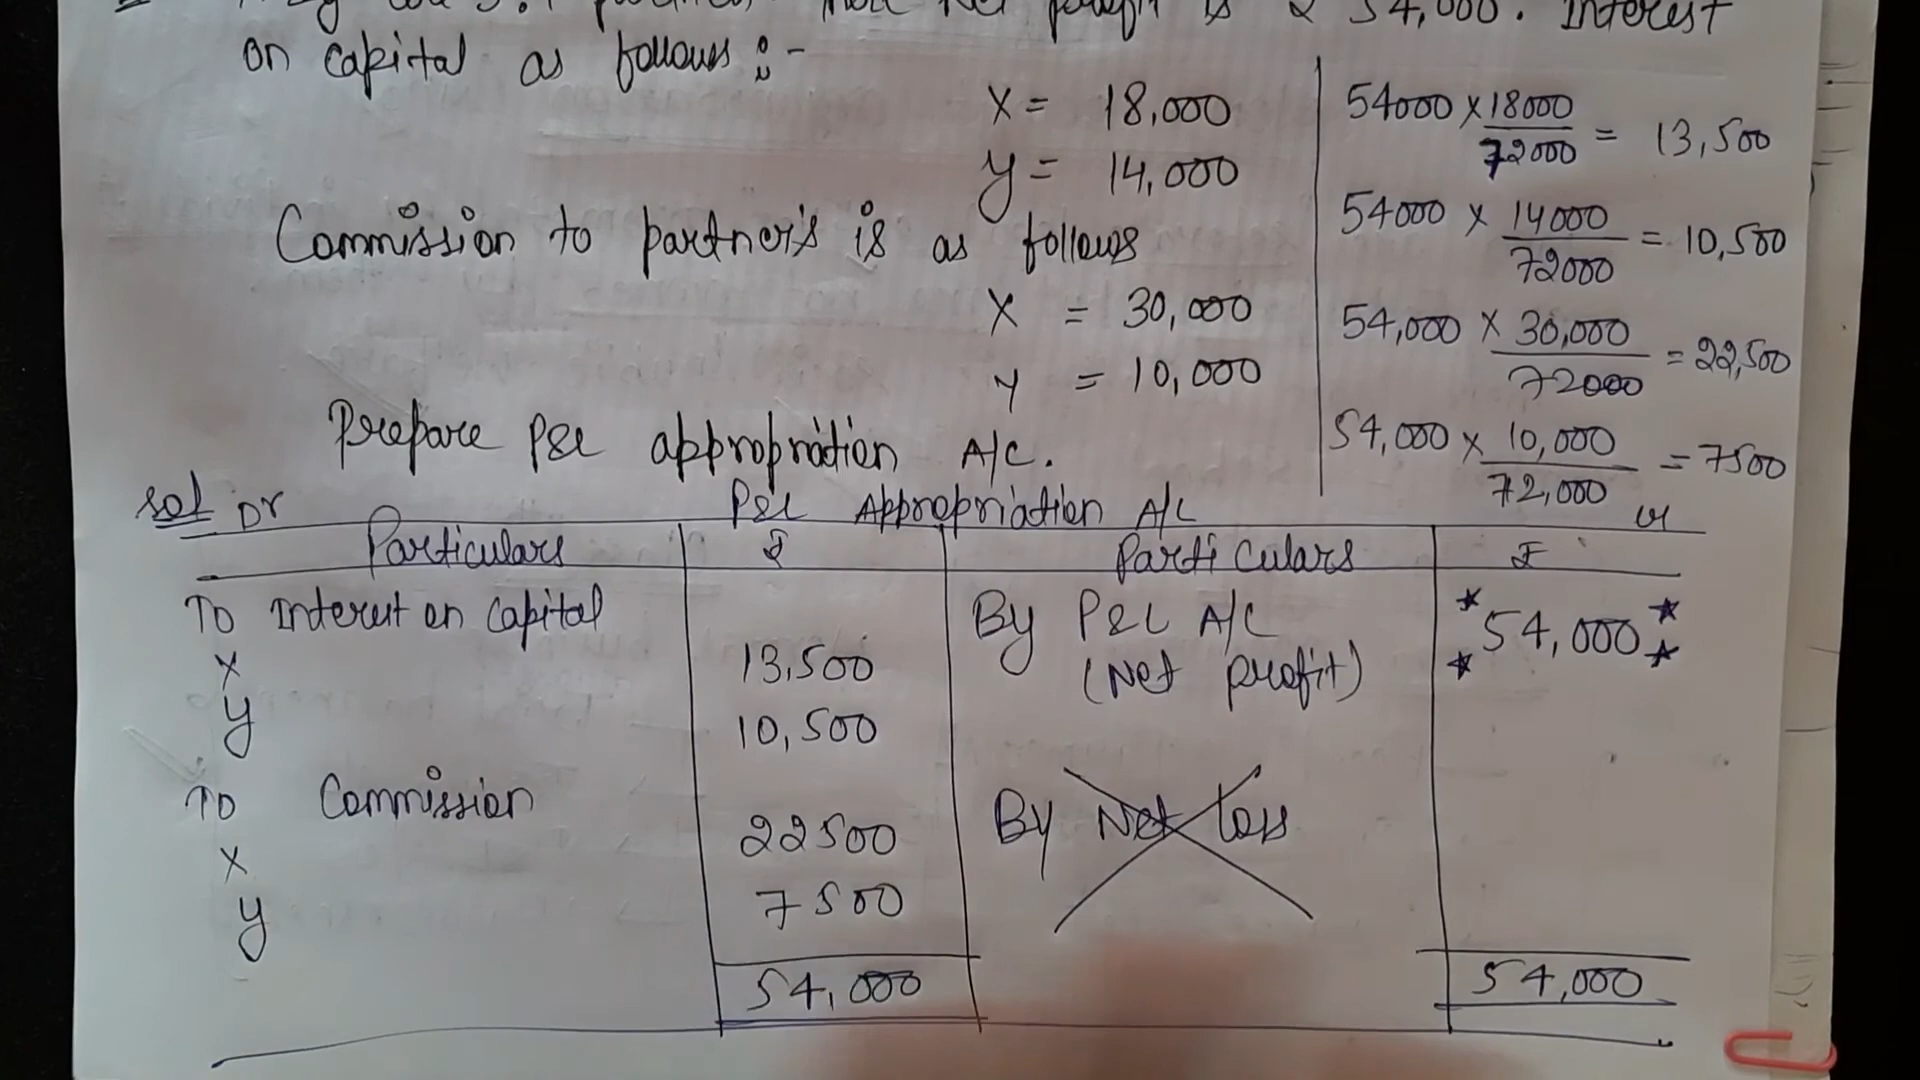 profit is ₹ 54,000. Interest
on capital as follows :-
X = 18,000
Y = 14,000
Commission to partner's is as follows
X = 30,000
Y = 10,000
Prepare P&L appropriation A/C.
54000 × 18000/72000 = 13,500
54000 × 14000/72000 = 10,500
54,000 × 30,000/72000 = 22,500
54,000 × 10,000/72,000 = 7500
sol Dr P&L Appropriation A/C Cr
Particulars ₹ Particulars ₹
To Interest on Capital By P&L A/C *54,000*
X 13,500 (Net profit) * *
Y 10,500
To Commission By Net loss
X 22500
Y 7500
54,000 54,000